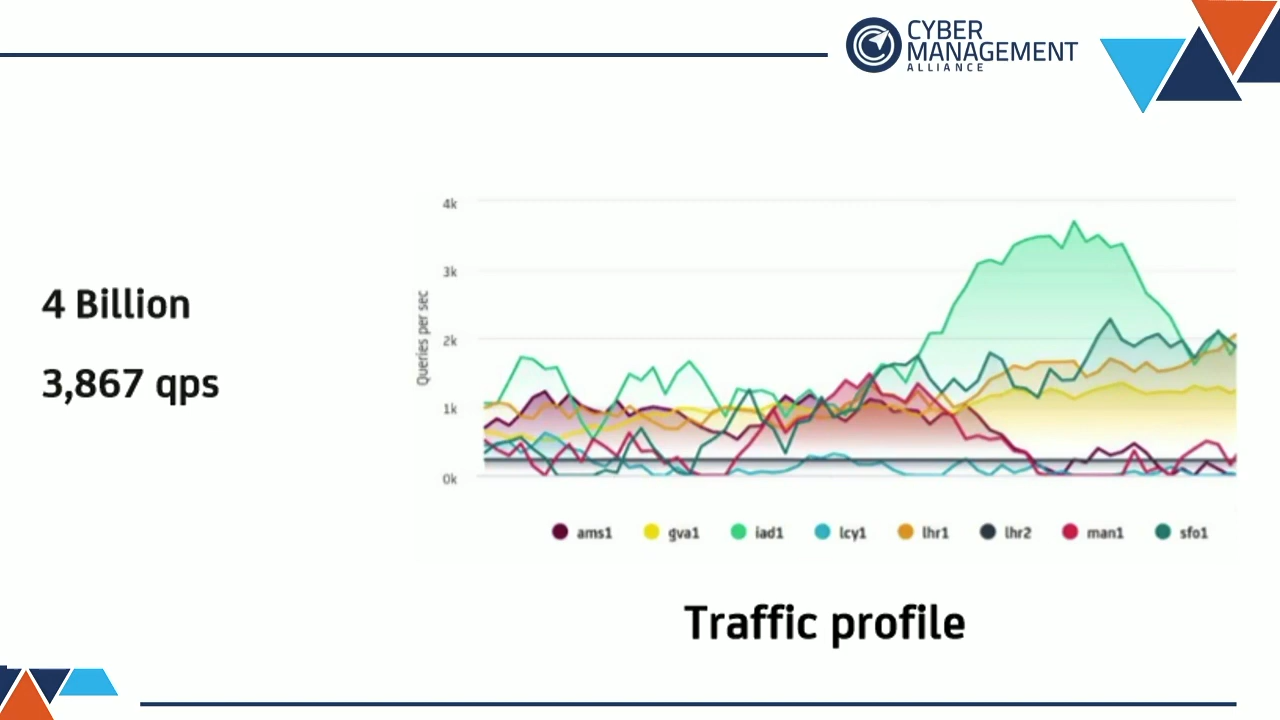 CYBER
MANAGEMENT
ALLIANCE
4 Billion
3,867 qps
4k
3k
2k
1k
0k
Queries per sec
ams1 gva1 iad1 lcy1 lhr1 lhr2 man1 sfo1
Traffic profile